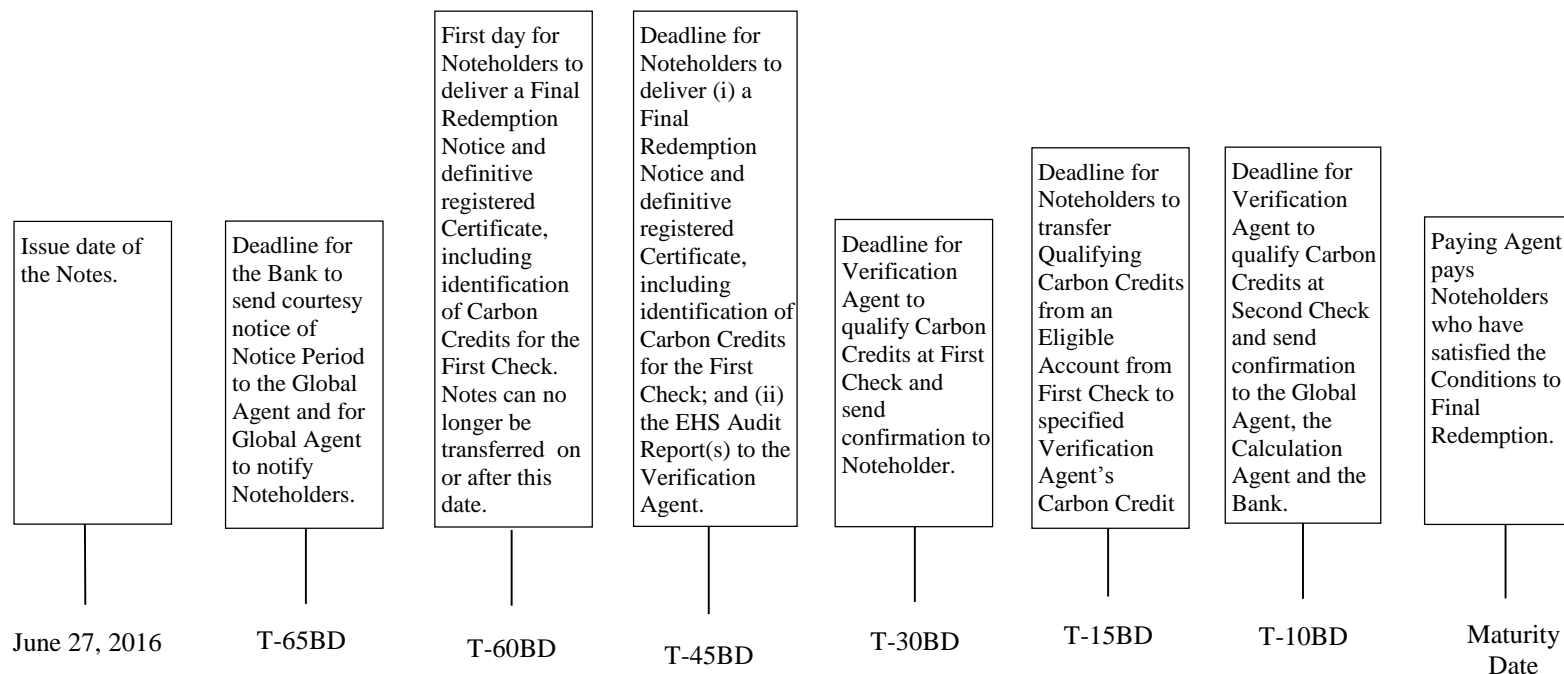 Issue date of
the Notes.
Deadline for
the Bank to
send courtesy
notice of
Notice Period
to the Global
Agent and for
Global Agent
to notify
Noteholders.
First day for
Noteholders to
deliver a Final
Redemption
Notice and
definitive
registered
Certificate,
including
identification
of Carbon
Credits for the
First Check.
Notes can no
longer be
transferred on
or after this
date.
Deadline for
Noteholders to
deliver (i) a
Final
Redemption
Notice and
definitive
registered
Certificate,
including
identification of
Carbon Credits
for the First
Check; and (ii)
the EHS Audit
Report(s) to the
Verification
Agent.
Deadline for
Verification
Agent to
qualify Carbon
Credits at First
Check and
send
confirmation to
Noteholder.
Deadline for
Noteholders to
transfer
Qualifying
Carbon Credits
from an
Eligible
Account from
First Check to
specified
Verification
Agent’s
Carbon Credit
Deadline for
Verification
Agent to
qualify Carbon
Credits at
Second Check
and send
confirmation
to the Global
Agent, the
Calculation
Agent and the
Bank.
Paying Agent
pays
Noteholders
who have
satisfied the
Conditions to
Final
Redemption.
June 27, 2016
T-65BD
T-60BD
T-45BD
T-30BD
T-15BD
T-10BD
Maturity
Date